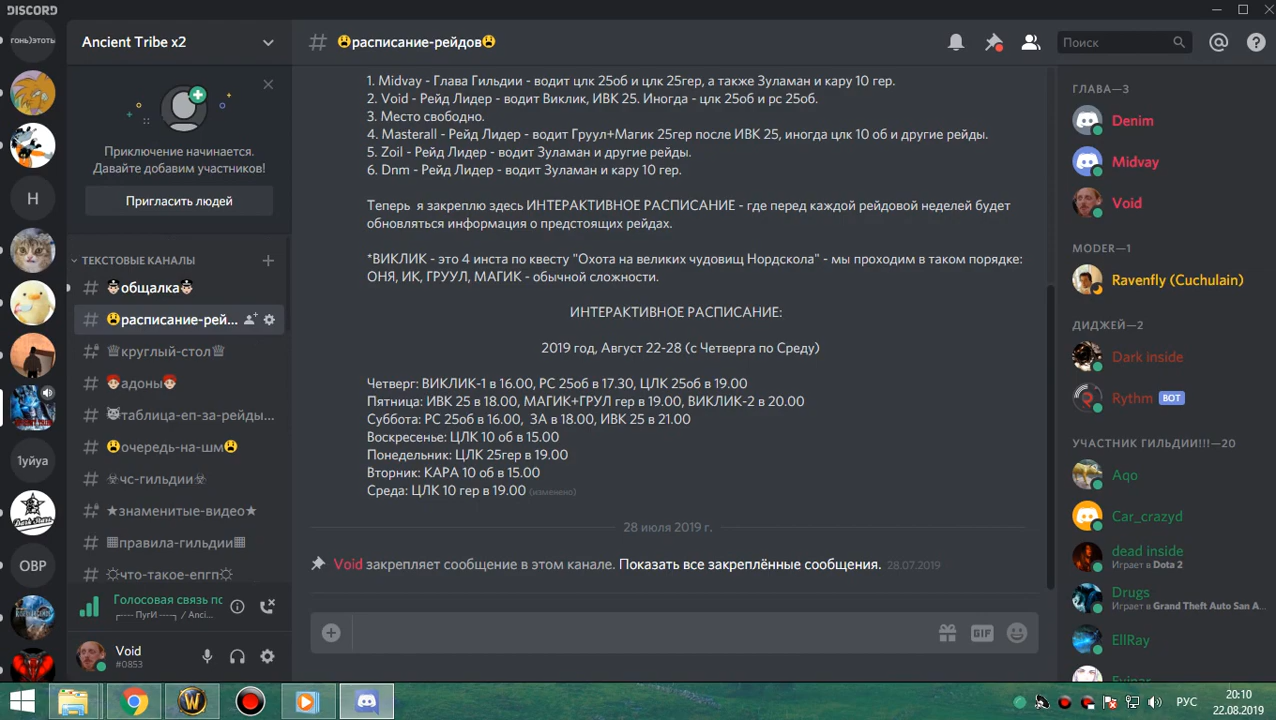 DISCORD
гонь)этоты
Н
1уйуа
ОВР
Ancient Tribe x2
Приключение начинается.
Давайте добавим участников!
Пригласить людей
ТЕКСТОВЫЕ КАНАЛЫ
общалка
расписание-рей...
круглый-стол
адоны
таблица-еп-за-рейды...
очередь-на-шм
чс-гильдии
★знаменитые-видео★
правила-гильдии
что-такое-епгп
Голосовая связь по
ПугИ / Anci...
Void
#0853
# расписание-рейдов
Поиск
1. Midvay - Глава Гильдии - водит цлк 25об и цлк 25гер, а также Зуламан и кару 10 гер.
2. Void - Рейд Лидер - водит Виклик, ИВК 25. Иногда - цлк 25об и рс 25об.
3. Место свободно.
4. Masterall - Рейд Лидер - водит Груул+Магик 25гер после ИВК 25, иногда цлк 10 об и другие рейды.
5. Zoil - Рейд Лидер - водит Зуламан и другие рейды.
6. Dnm - Рейд Лидер - водит Зуламан и кару 10 гер.
Теперь я закреплю здесь ИНТЕРАКТИВНОЕ РАСПИСАНИЕ - где перед каждой рейдовой неделей будет
обновляться информация о предстоящих рейдах.
*ВИКЛИК - это 4 инста по квесту "Охота на великих чудовищ Нордскола" - мы проходим в таком порядке:
ОНЯ, ИК, ГРУУЛ, МАГИК - обычной сложности.
ИНТЕРАКТИВНОЕ РАСПИСАНИЕ:
2019 год, Август 22-28 (с Четверга по Среду)
Четверг: ВИКЛИК-1 в 16.00, РС 25об в 17.30, ЦЛК 25об в 19.00
Пятница: ИВК 25 в 18.00, МАГИК+ГРУЛ гер в 19.00, ВИКЛИК-2 в 20.00
Суббота: РС 25об в 16.00, ЗА в 18.00, ИВК 25 в 21.00
Воскресенье: ЦЛК 10 об в 15.00
Понедельник: ЦЛК 25гер в 19.00
Вторник: КАРА 10 об в 15.00
Среда: ЦЛК 10 гер в 19.00 (изменено)
28 июля 2019 г.
Void закрепляет сообщение в этом канале. Показать все закреплённые сообщения. 28.07.2019
GIF
ГЛАВА—3
Denim
Midvay
Void
MODER—1
Ravenfly (Cuchulain)
ДИДЖЕЙ—2
Dark inside
Rythm BOT
УЧАСТНИК ГИЛЬДИИ!!!—20
Aqo
Car_crazyd
dead inside
Играет в Dota 2
Drugs
Играет в Grand Theft Auto San A...
EllRay
РУС
20:10
22.08.2019